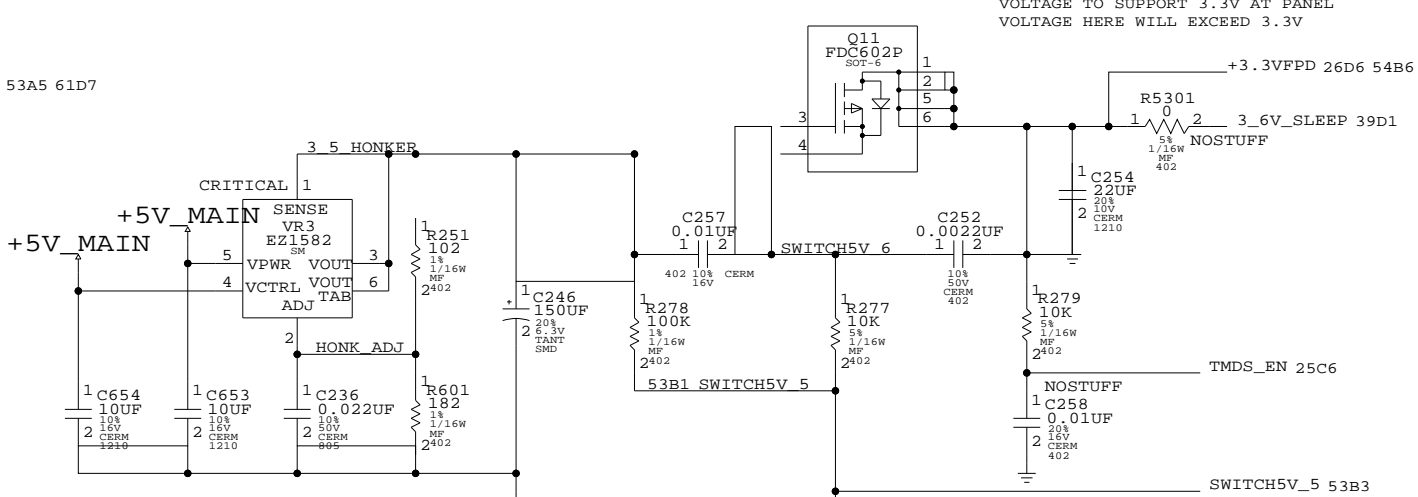 VOLTAGE TO SUPPORT 3.3V AT PANEL
VOLTAGE HERE WILL EXCEED 3.3V
53A5 61D7
Q11
FDC602P
SOT-6
1
2
5
6
3
4
+3.3VFPD 26D6 54B6
R5301
0
1 2
5%
1/16W
MF
402
NOSTUFF
3_6V_SLEEP 39D1
3_5_HONKER
CRITICAL 1
SENSE
VR3
EZ1582
SM
+5V_MAIN
+5V_MAIN
5 VPWR VOUT 3
4 VCTRL VOUT 6
TAB
ADJ
2
HONK_ADJ
1
R251
102
1%
1/16W
MF
2 402
1
C246
150UF
20%
2 6.3V
TANT
SMD
C257
0.01UF
1 2
402 10% CERM
16V
SWITCH5V_6
C252
0.0022UF
1 2
10%
50V
CERM
402
1 C254
22UF
20%
10V
2 CERM
1210
1
R278
100K
1%
1/16W
MF
2 402
1
R277
10K
5%
1/16W
MF
2 402
1
R279
10K
5%
1/16W
MF
2 402
53B1 SWITCH5V_5
TMDS_EN 25C6
1 C654
10UF
10%
2 16V
CERM
1210
1 C653
10UF
10%
2 16V
CERM
1210
1 C236
0.022UF
10%
2 50V
CERM
805
1
R601
182
1%
1/16W
MF
2 402
NOSTUFF
1 C258
0.01UF
20%
2 16V
CERM
402
SWITCH5V_5 53B3